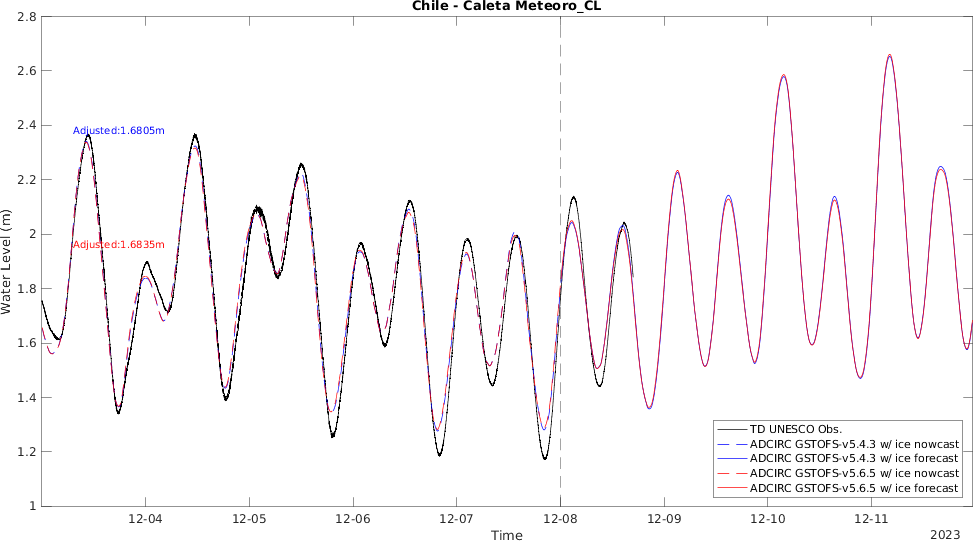 Chile - Caleta Meteoro_CL
2.8
2.6
2.4
2.2
2
1.8
1.6
1.4
1.2
1
Water Level (m)
Adjusted:1.6805m
Adjusted:1.6835m
TD UNESCO Obs.
ADCIRC GSTOFS-v5.4.3 w/ ice nowcast
ADCIRC GSTOFS-v5.4.3 w/ ice forecast
ADCIRC GSTOFS-v5.6.5 w/ ice nowcast
ADCIRC GSTOFS-v5.6.5 w/ ice forecast
12-04 12-05 12-06 12-07 12-08 12-09 12-10 12-11
Time
2023